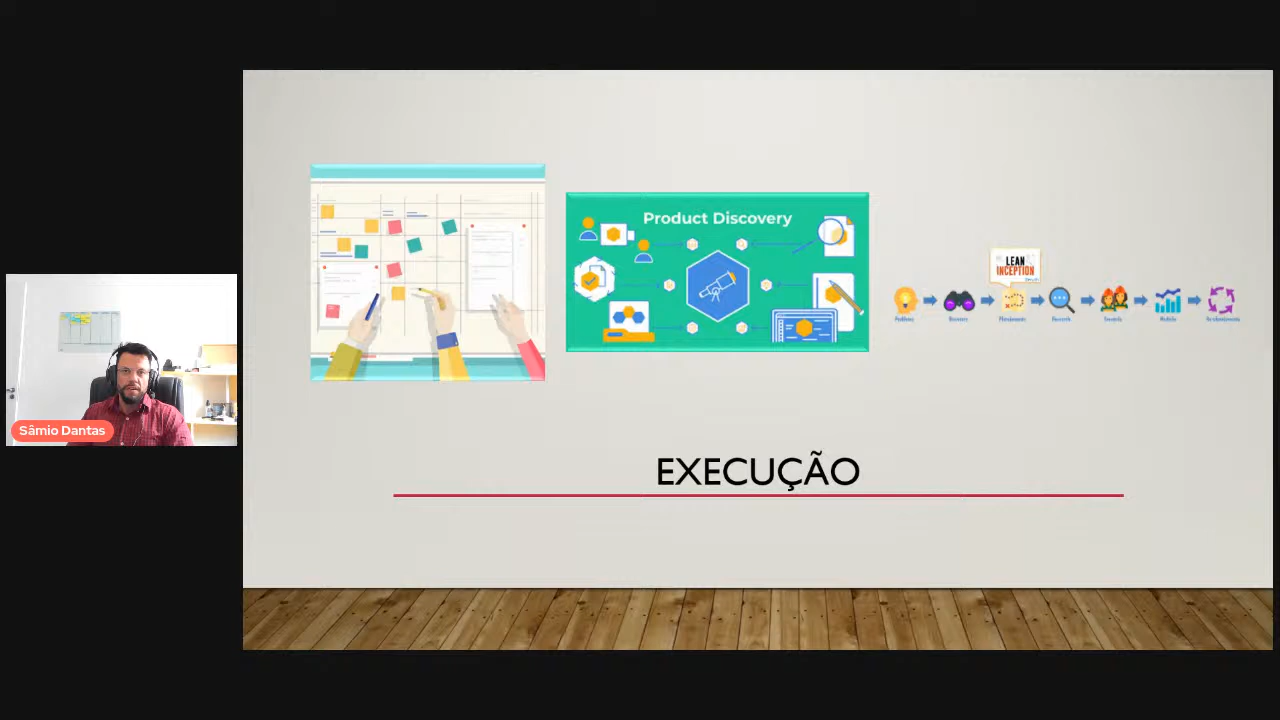 Product Discovery
LEAN
INCEPTION
Sâmio Dantas
EXECUÇÃO